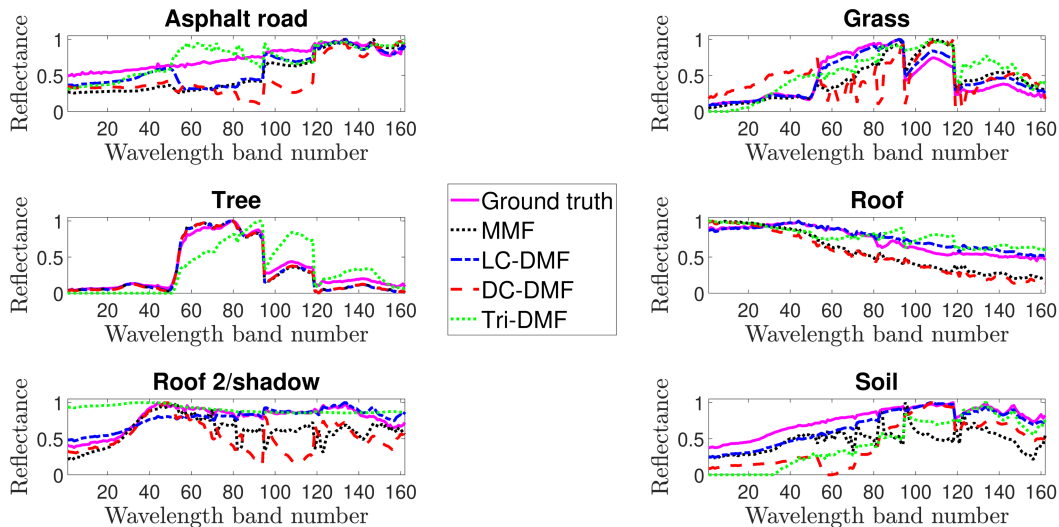 Asphalt road
Reflectance
1
0.5
0
20 40 60 80 100 120 140 160
Wavelength band number
Grass
Reflectance
1
0.5
0
20 40 60 80 100 120 140 160
Wavelength band number
Tree
Reflectance
1
0.5
0
20 40 60 80 100 120 140 160
Wavelength band number
Ground truth
MMF
LC-DMF
DC-DMF
Tri-DMF
Roof
Reflectance
1
0.5
0
20 40 60 80 100 120 140 160
Wavelength band number
Roof 2/shadow
Reflectance
1
0.5
0
20 40 60 80 100 120 140 160
Wavelength band number
Soil
Reflectance
1
0.5
0
20 40 60 80 100 120 140 160
Wavelength band number